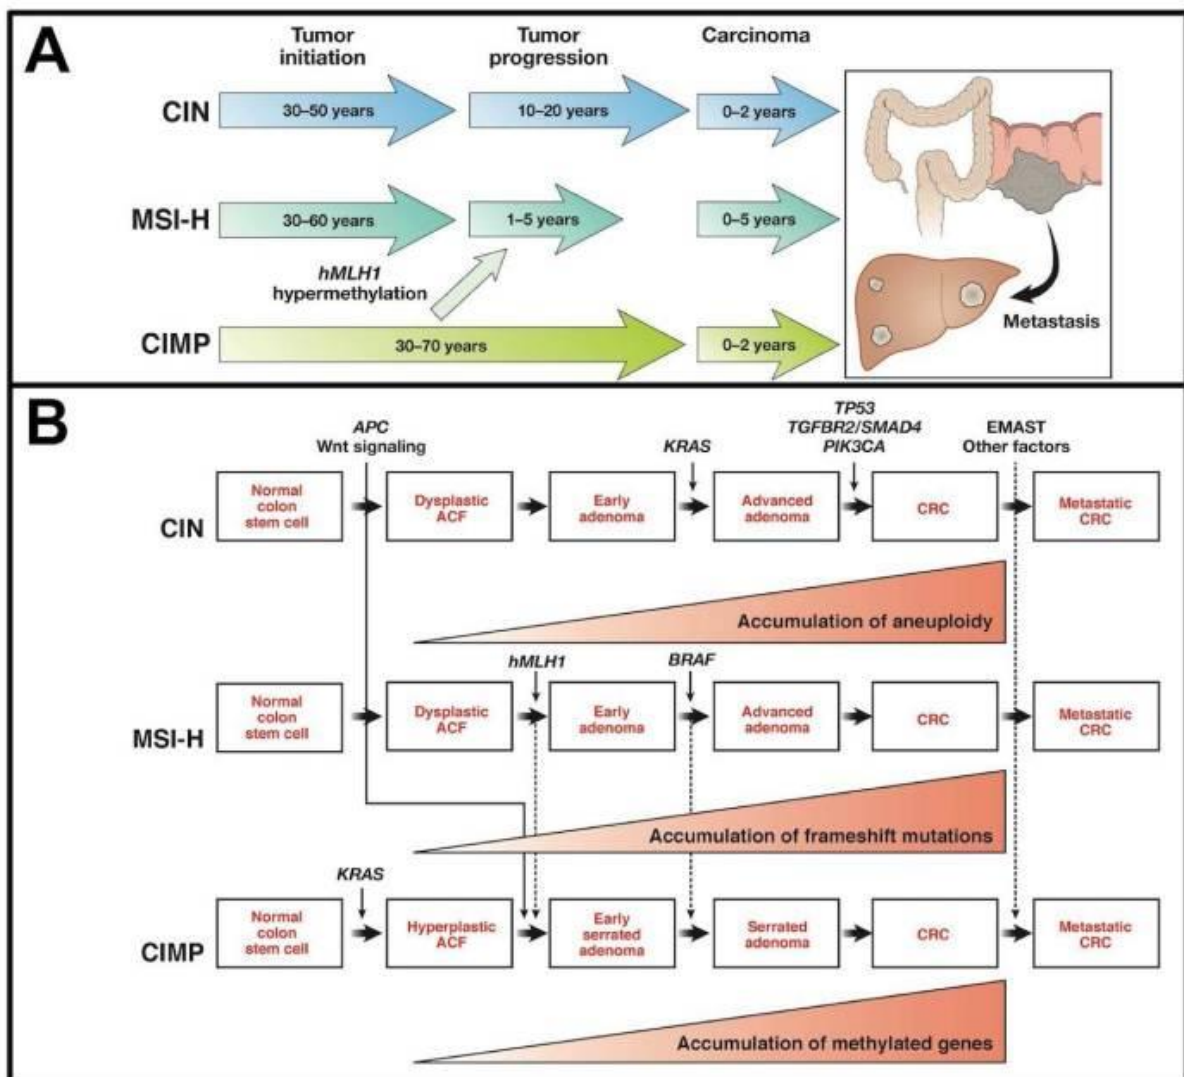 A
Tumor
initiation
Tumor
progression
Carcinoma
CIN
30–50 years
10–20 years
0–2 years
MSI-H
30–60 years
1–5 years
0–5 years
hMLH1
hypermethylation
CIMP
30–70 years
0–2 years
Metastasis
B
APC
Wnt signaling
KRAS
TP53
TGFBR2/SMAD4
PIK3CA
EMAST
Other factors
CIN
Normal
colon
stem cell
Dysplastic
ACF
Early
adenoma
Advanced
adenoma
CRC
Metastatic
CRC
Accumulation of aneuploidy
hMLH1
BRAF
MSI-H
Normal
colon
stem cell
Dysplastic
ACF
Early
adenoma
Advanced
adenoma
CRC
Metastatic
CRC
Accumulation of frameshift mutations
KRAS
CIMP
Normal
colon
stem cell
Hyperplastic
ACF
Early
serrated
adenoma
Serrated
adenoma
CRC
Metastatic
CRC
Accumulation of methylated genes